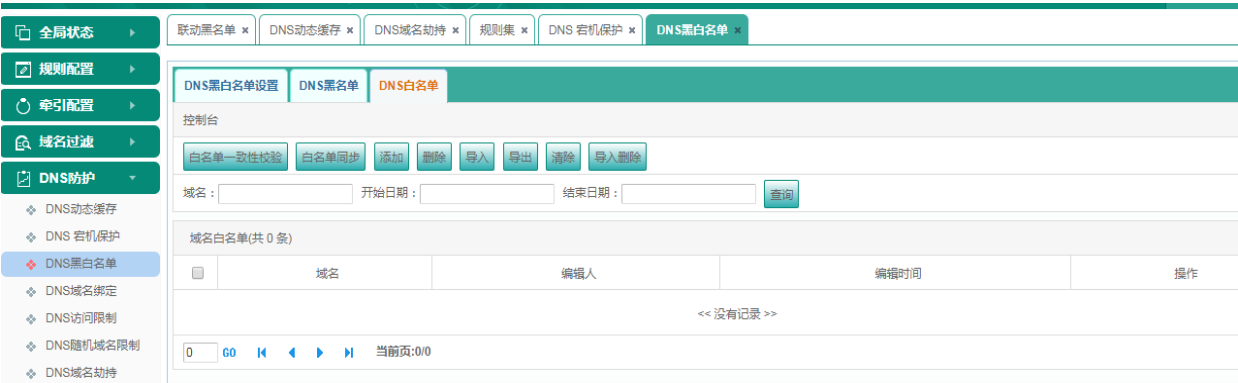 联动黑名单 × DNS动态缓存 × DNS域名劫持 × 规则集 × DNS 宕机保护 × DNS黑白名单 ×
全局状态
规则配置
牵引配置
域名过滤
DNS防护
DNS动态缓存
DNS 宕机保护
DNS黑白名单
DNS域名绑定
DNS访问限制
DNS随机域名限制
DNS域名劫持
DNS黑白名单设置 DNS黑名单 DNS白名单
控制台
白名单一致性校验 白名单同步 添加 删除 导入 导出 清除 导入删除
域名： 开始日期： 结束日期： 查询
域名白名单(共 0 条)
域名 编辑人 编辑时间 操作
<< 没有记录 >>
0 GO 当前页:0/0